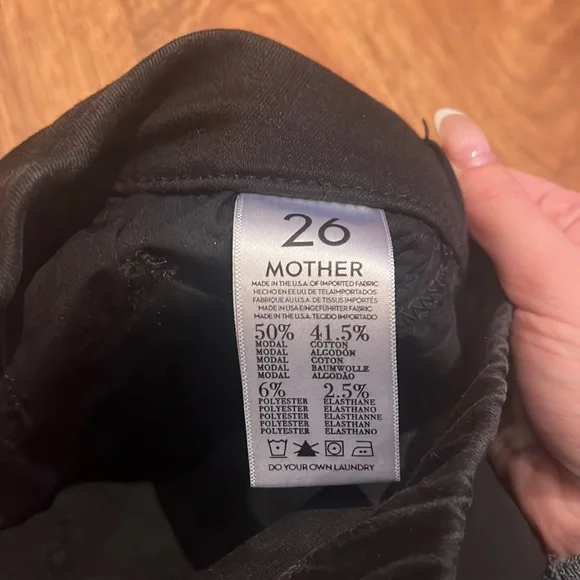 26
MOTHER
MADE IN THE U.S.A. OF IMPORTED FABRIC
HECHO EN EE.UU. DE TELAIMPORTADOS
FABRIQUE AU U.S.A. DE TISSUS IMPORTÉS
MADE IN USA EINGEFÜHRTER FABRIC
MADE IN THE U.S.A. TECIDO IMPORTADO
50% 41.5%
MODAL COTTON
MODAL ALGODÓN
MODAL COTON
MODAL BAUMWOLLE
MODAL ALGODÃO
6% 2.5%
POLYESTER ELASTHANE
POLYESTER ELASTHANO
POLYESTER ELASTHANNE
POLYESTER ELASTHAN
POLYESTER ELASTHANO
DO YOUR OWN LAUNDRY